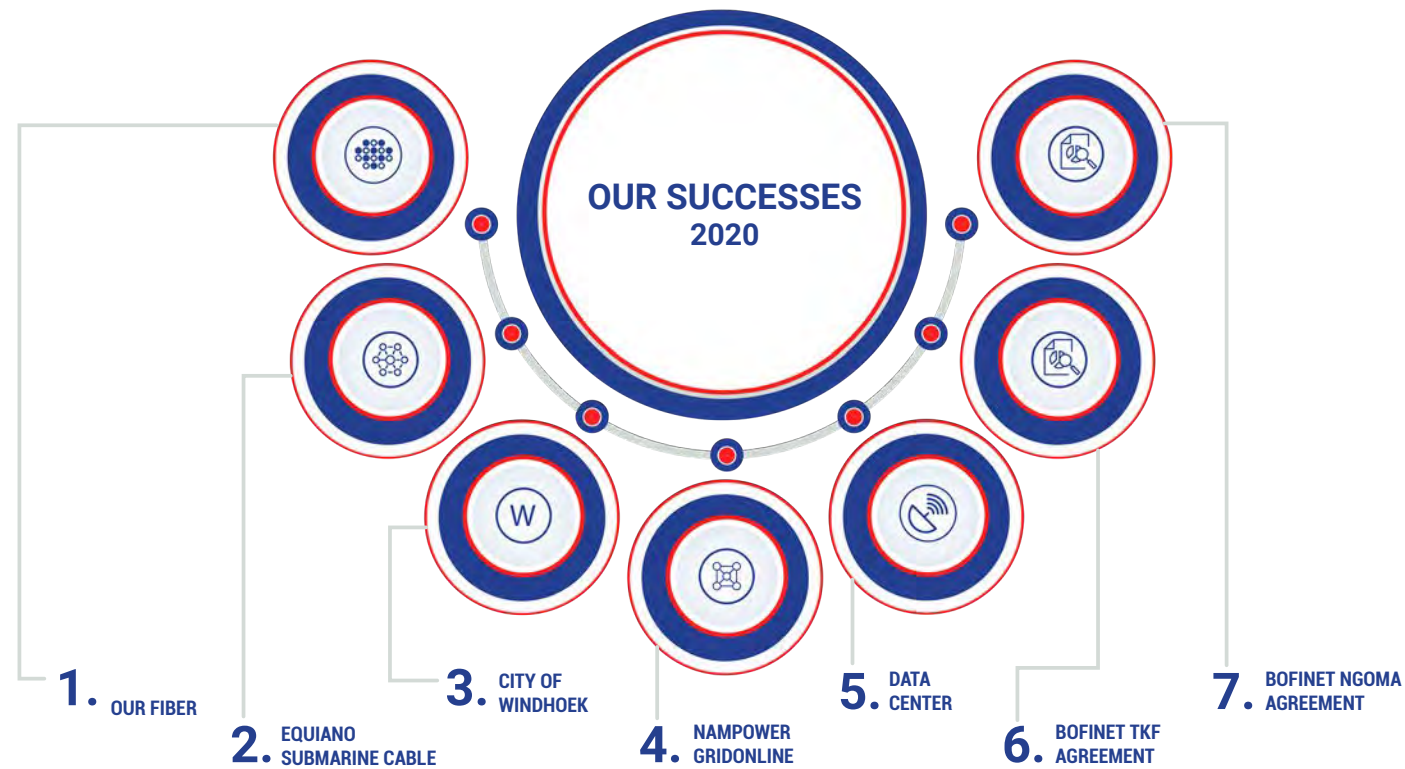 OUR SUCCESSES
2020
W
1. OUR FIBER
2. EQUIANO
SUBMARINE CABLE
3. CITY OF
WINDHOEK
4. NAMPOWER
GRIDONLINE
5. DATA
CENTER
6. BOFINET TKF
AGREEMENT
7. BOFINET NGOMA
AGREEMENT